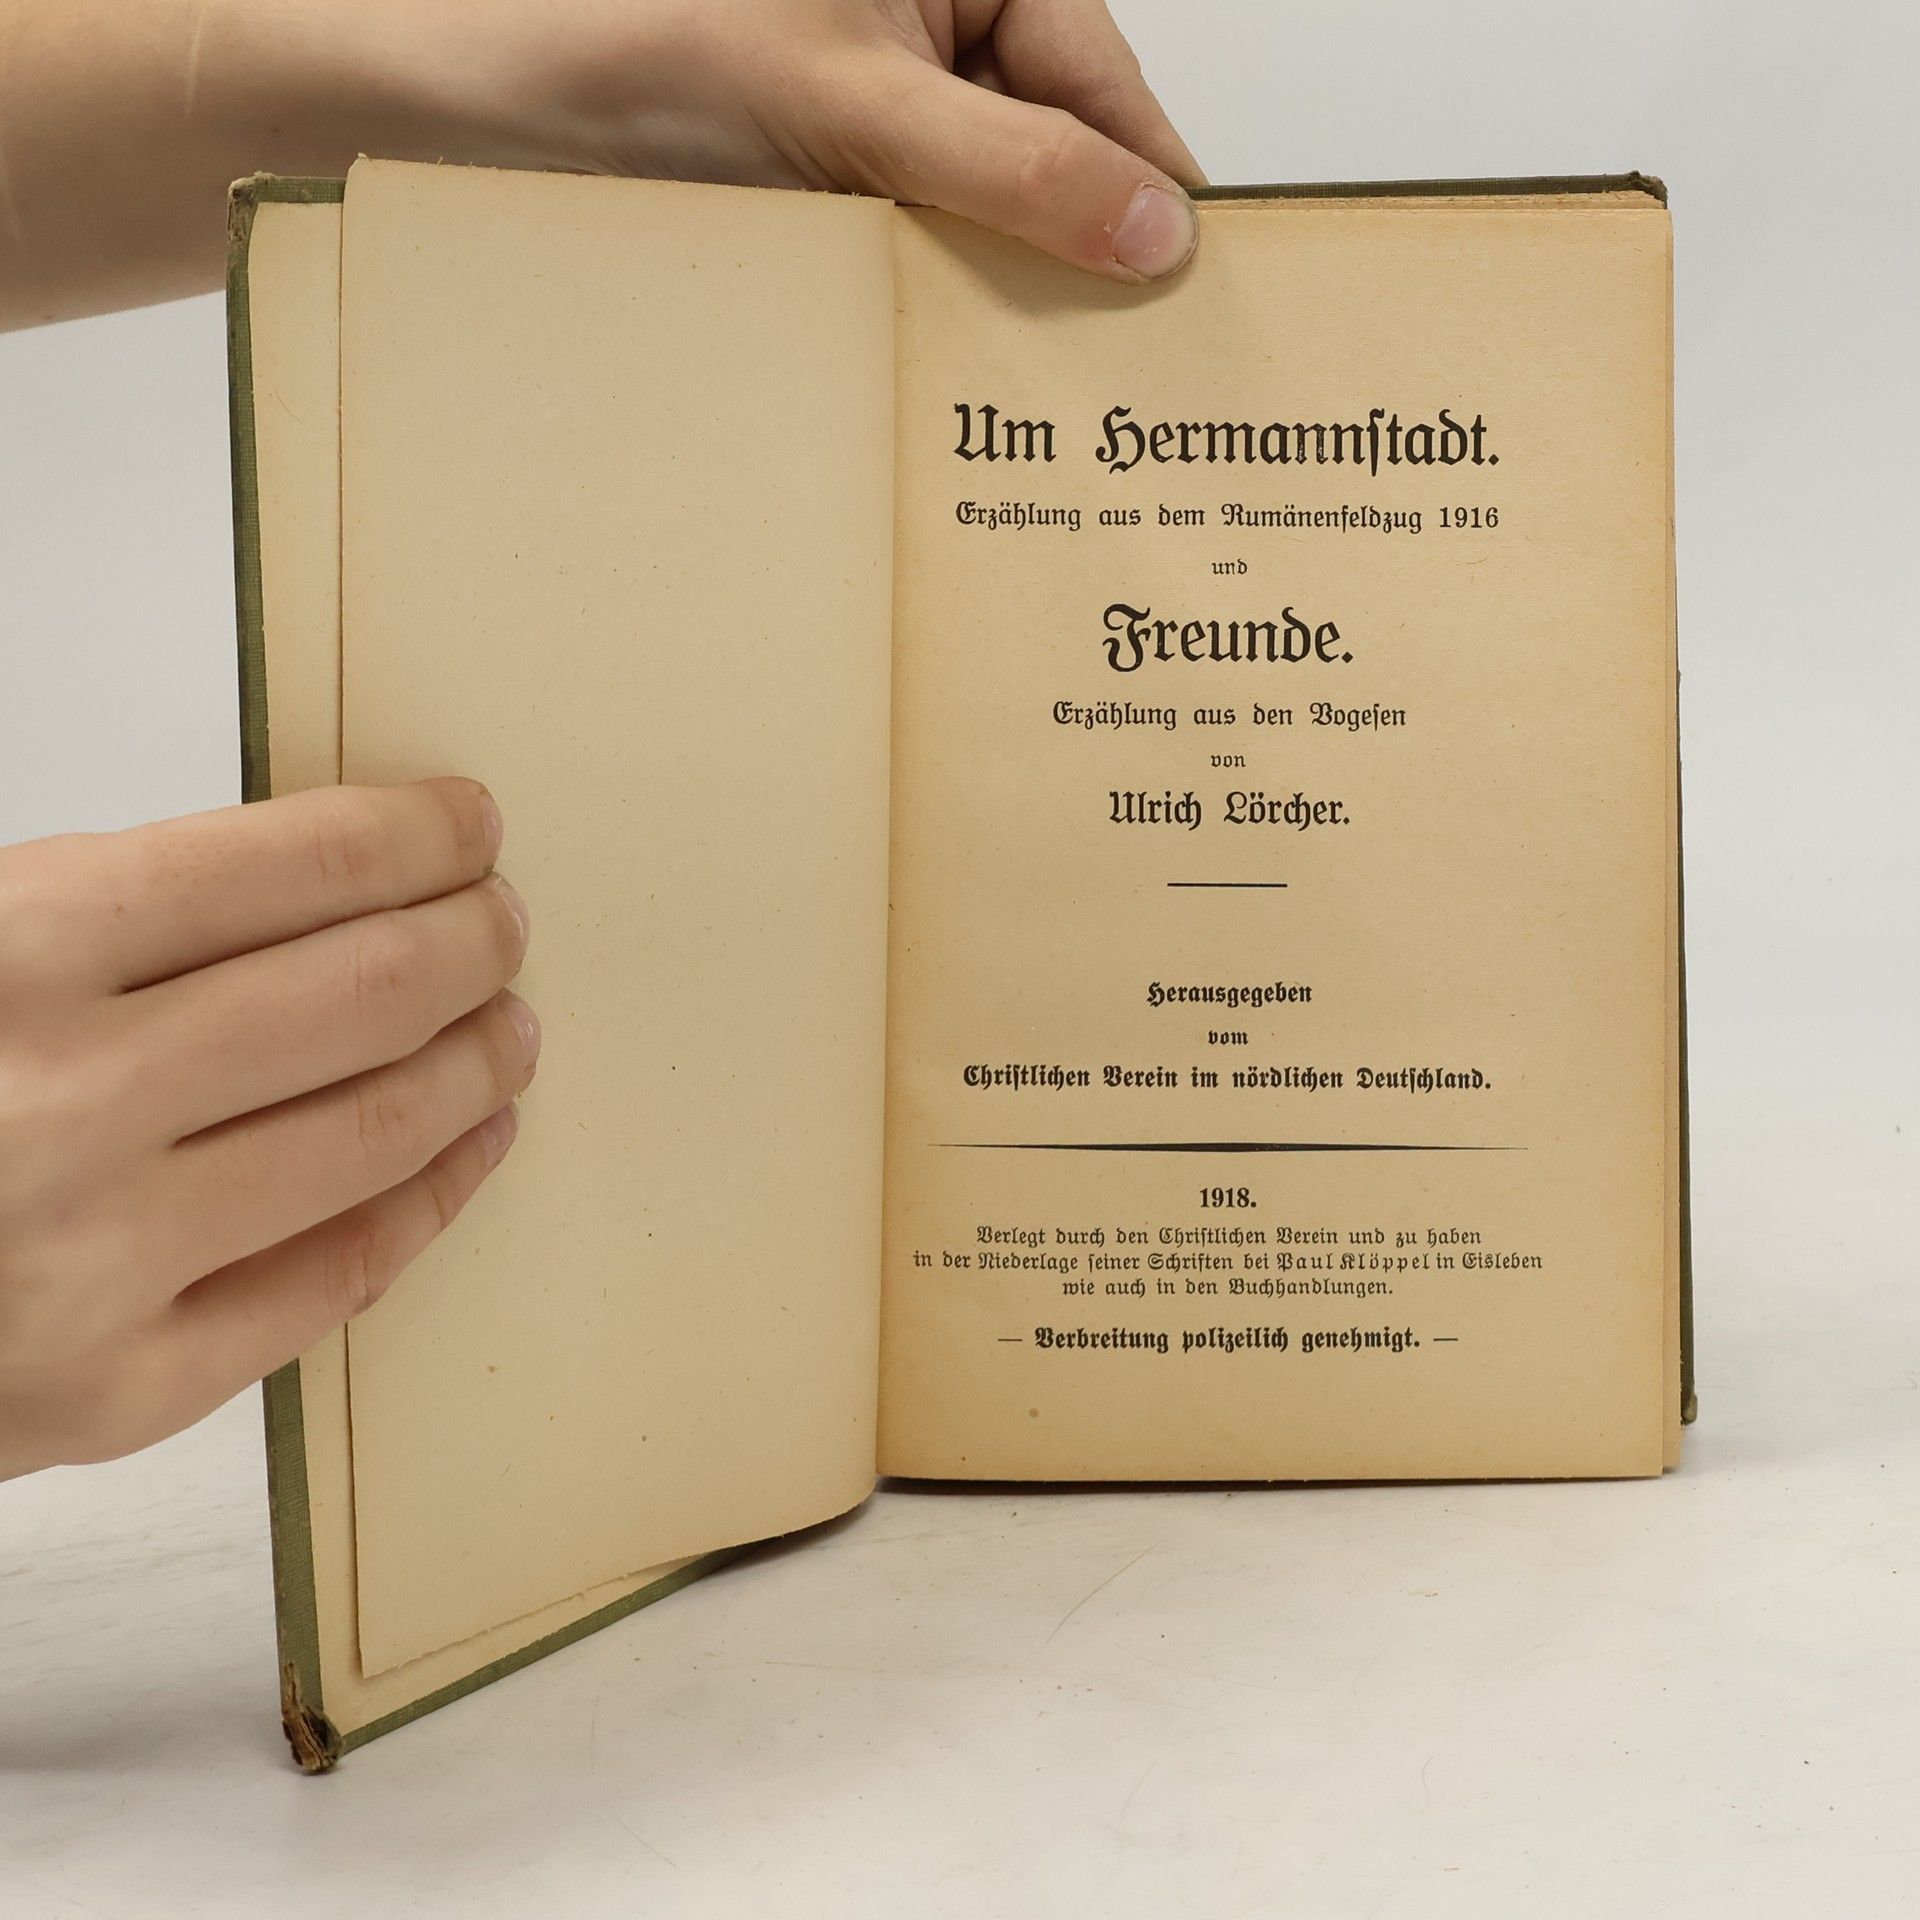 Um Hermannſtadt.
Erzählung aus dem Rumänenfeldzug 1916
und
Freunde.
Erzählung aus den Vogeſen
von
Ulrich Lörcher.
Herausgegeben
vom
Chriſtlichen Verein im nördlichen Deutſchland.
1918.
Verlegt durch den Chriſtlichen Verein und zu haben
in der Niederlage ſeiner Schriften bei Paul Klöppel in Eisleben
wie auch in den Buchhandlungen.
— Verbreitung polizeilich genehmigt. —